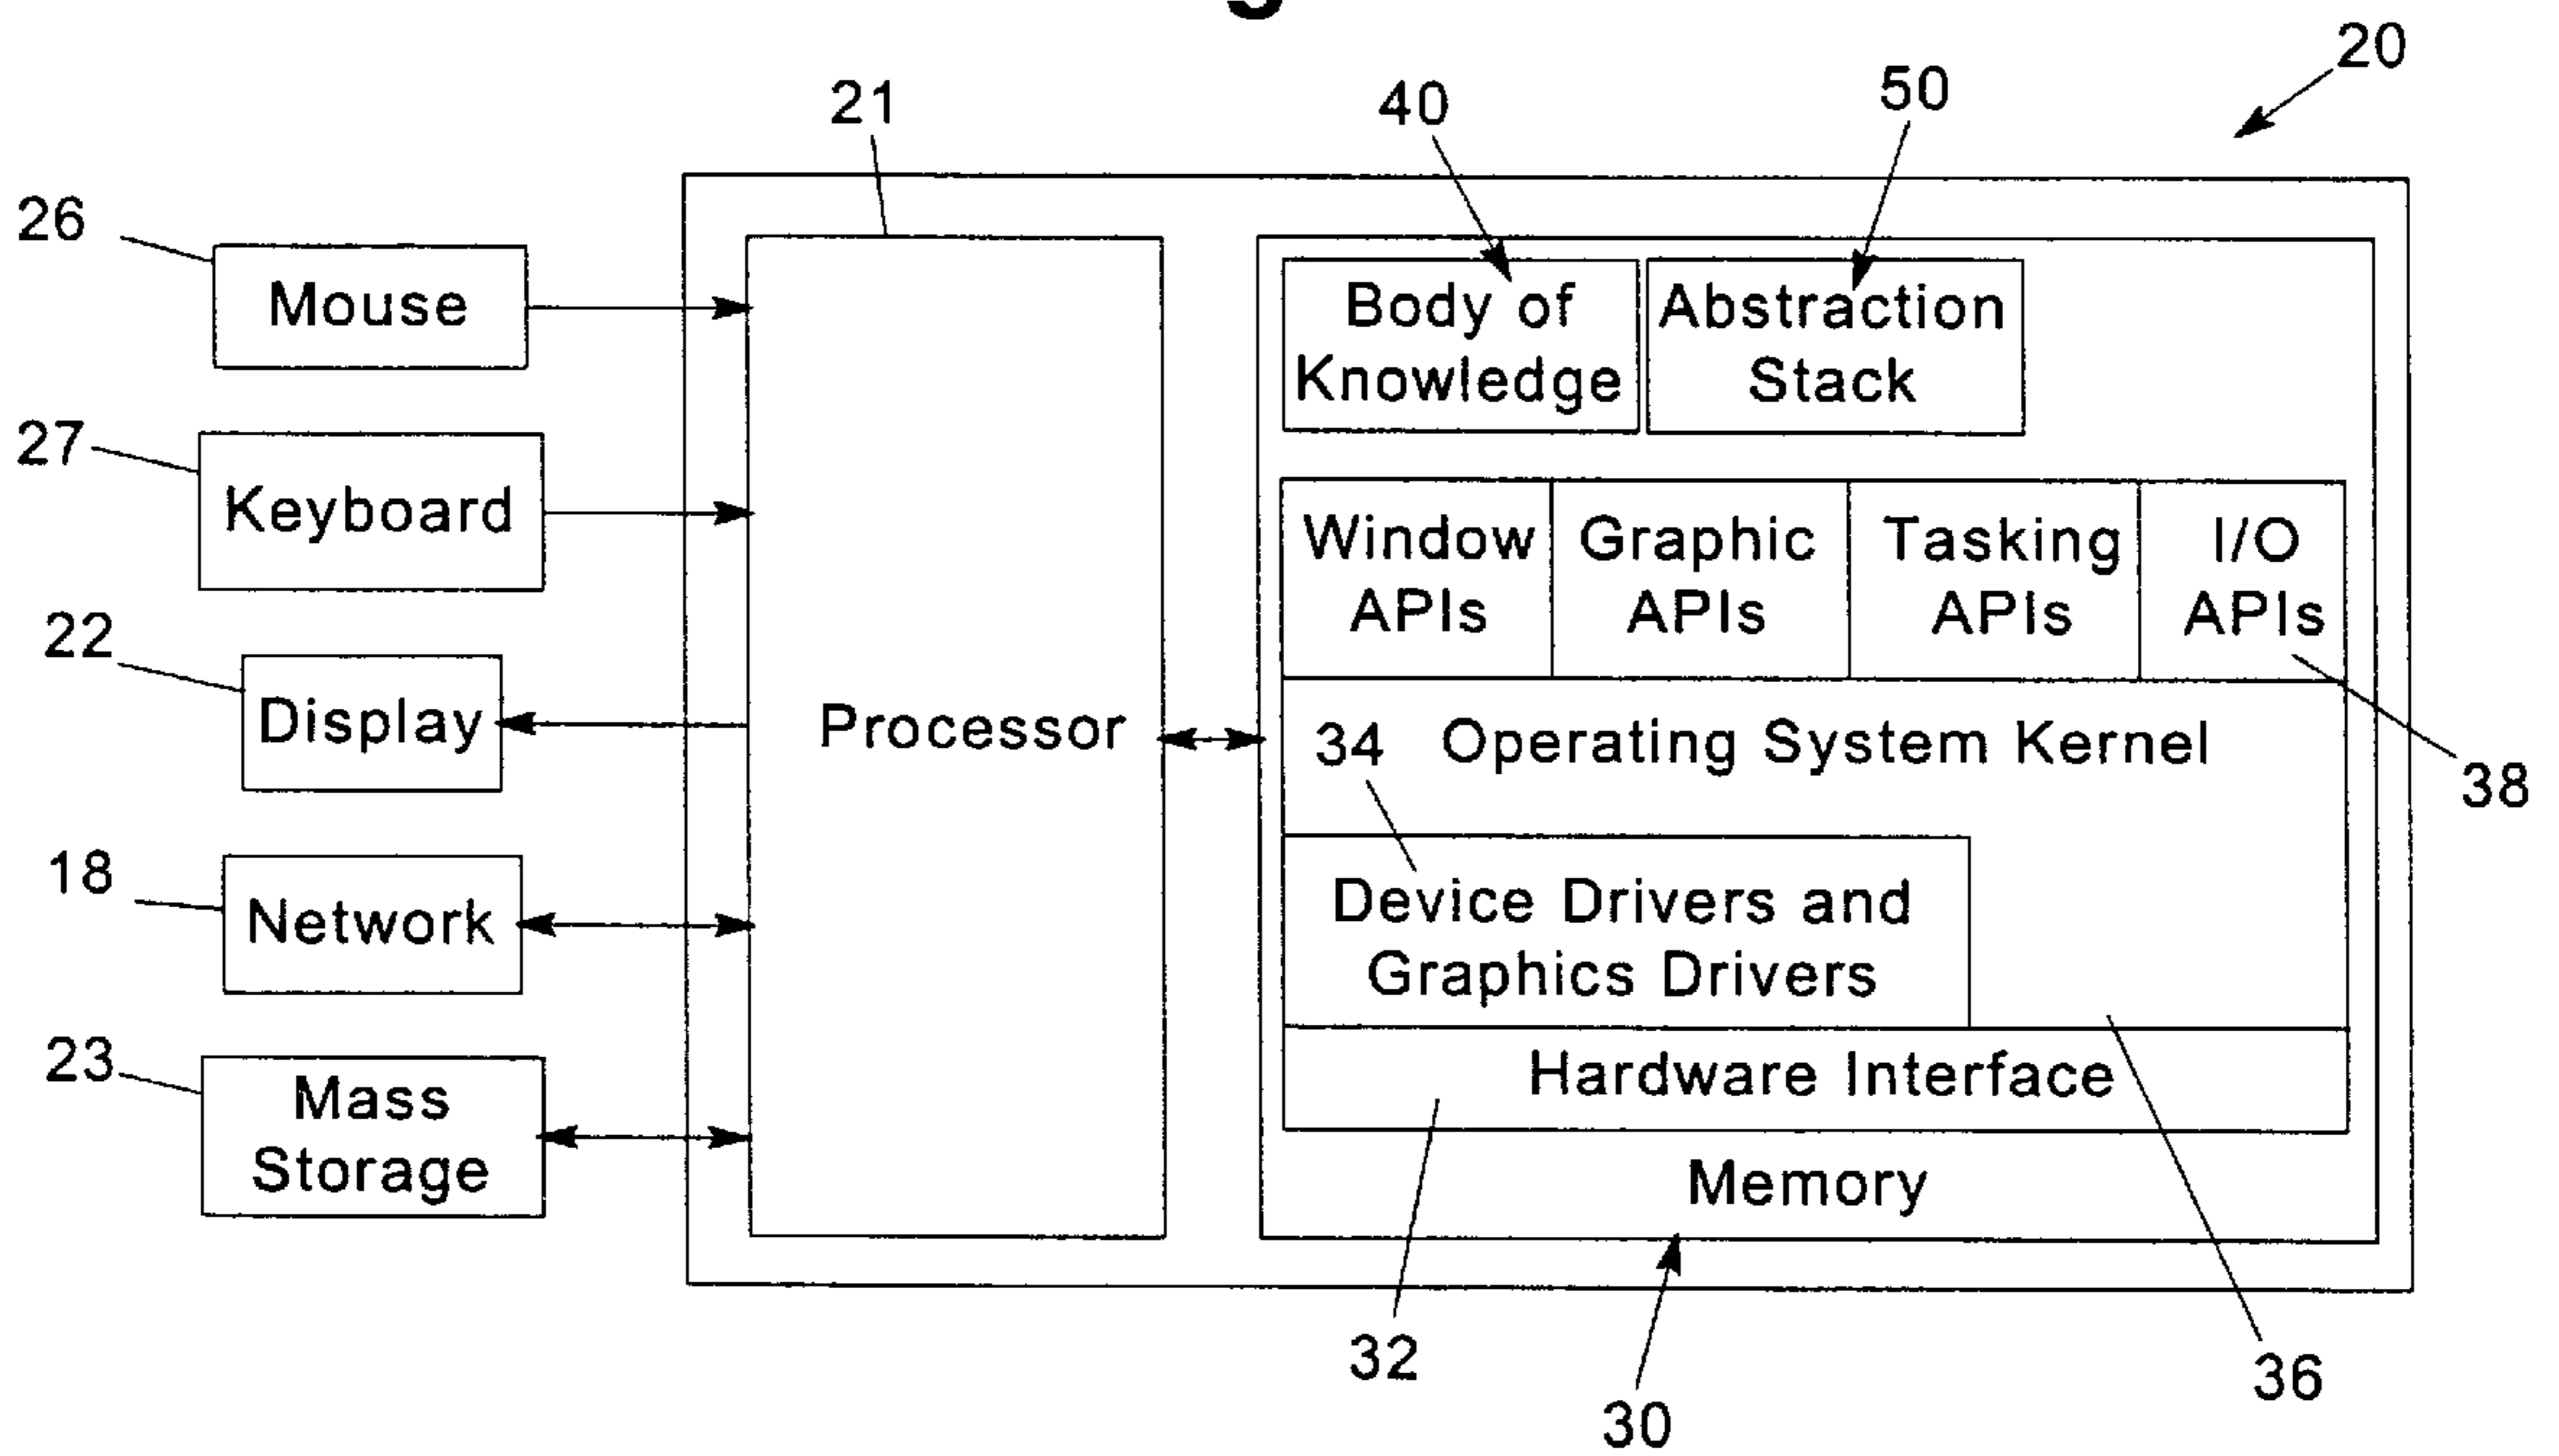 20
21
40
50
26
Mouse
Body of
Knowledge
Abstraction
Stack
27
Keyboard
Window
APIs
Graphic
APIs
Tasking
APIs
I/O
APIs
22
Display
Processor
34
Operating System Kernel
38
18
Network
Device Drivers and
Graphics Drivers
23
Mass
Storage
Hardware Interface
Memory
32
30
36